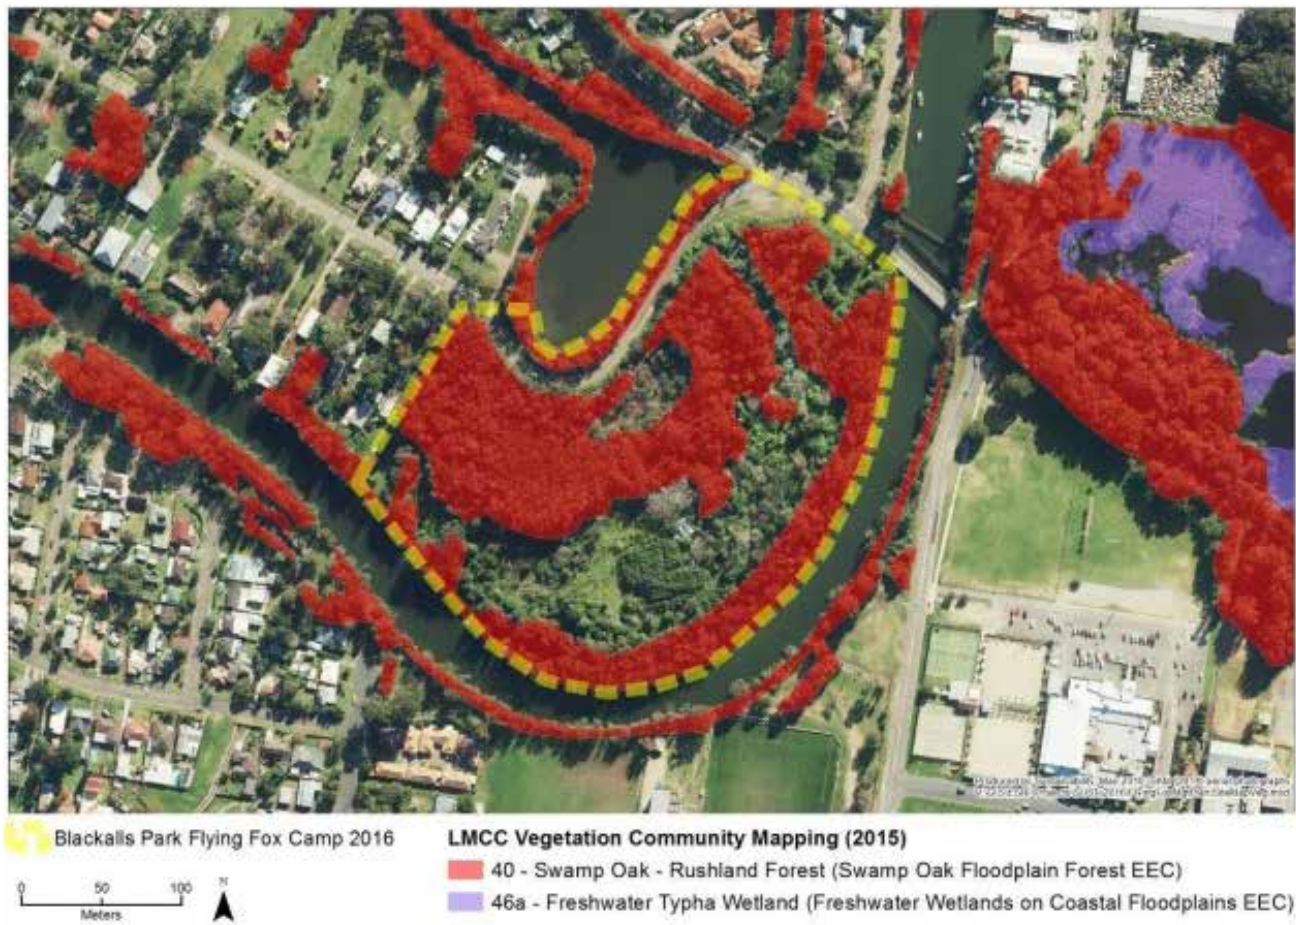 Blackalls Park Flying Fox Camp 2016
0 50 100
Meters
N
LMCC Vegetation Community Mapping (2015)
40 - Swamp Oak - Rushland Forest (Swamp Oak Floodplain Forest EEC)
46a - Freshwater Typha Wetland (Freshwater Wetlands on Coastal Floodplains EEC)